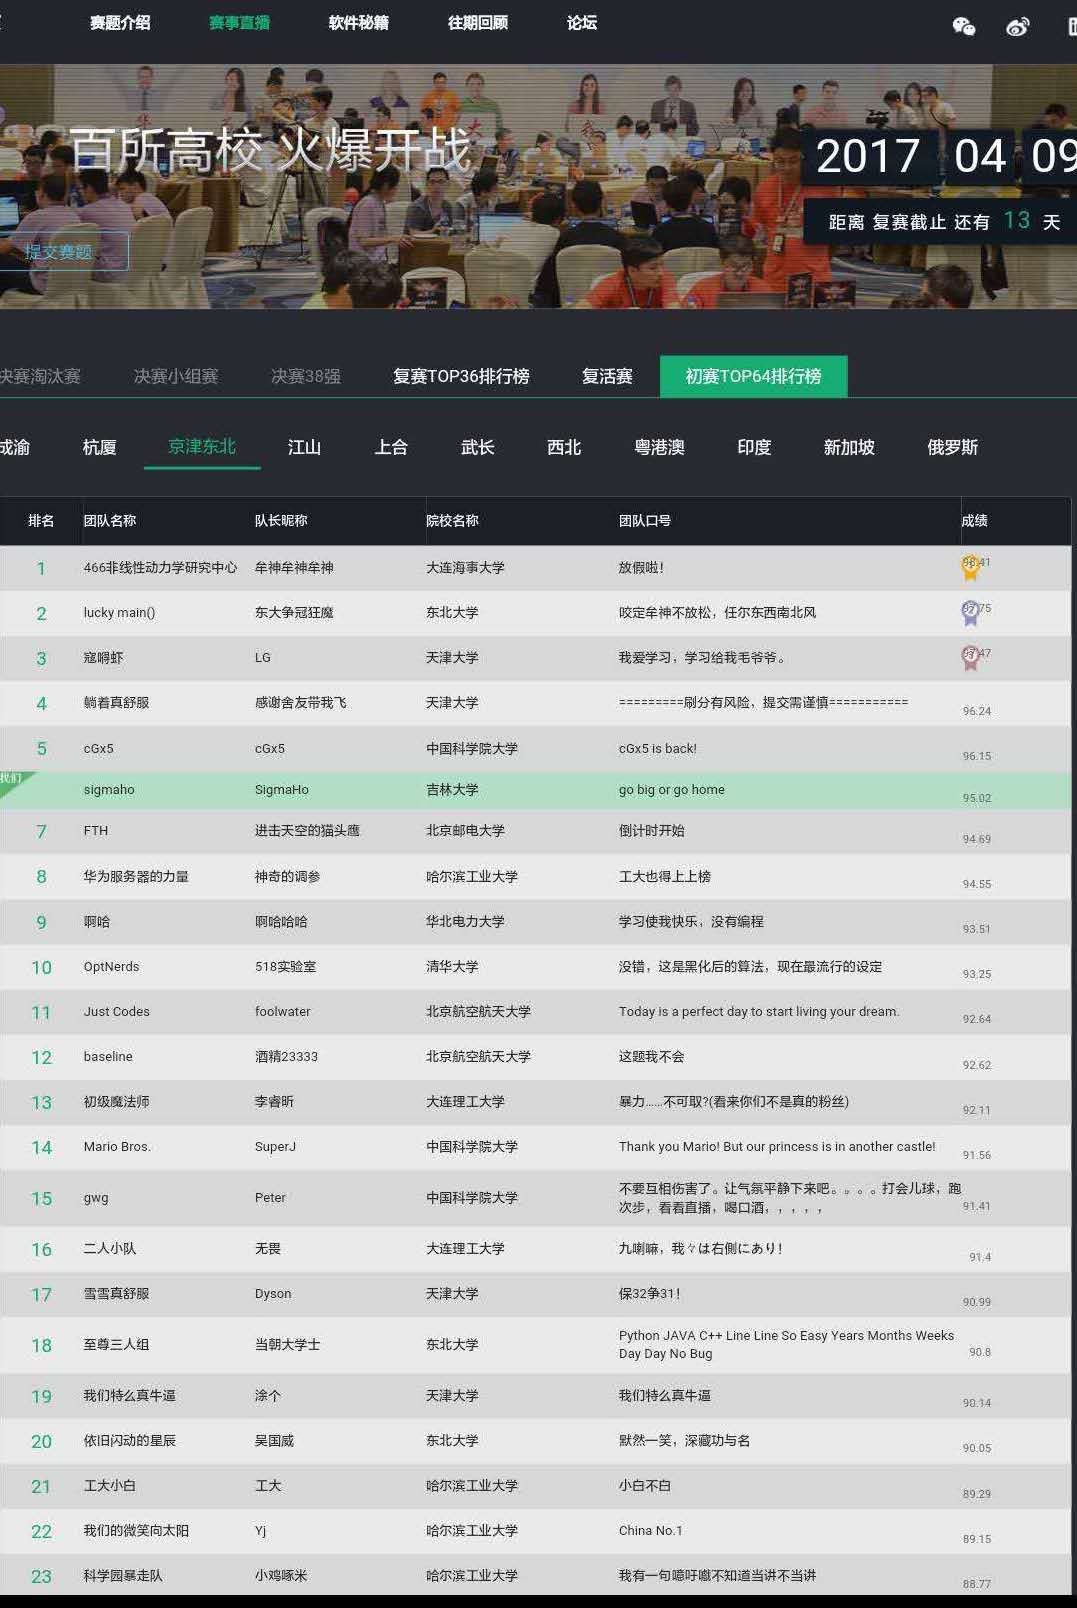 赛题介绍 赛事直播 软件秘籍 往期回顾 论坛
百所高校 火爆开战
2017 04 09
距离 复赛截止 还有 13 天
提交赛题
决赛淘汰赛 决赛小组赛 决赛38强 复赛TOP36排行榜 复活赛 初赛TOP64排行榜
成渝 杭厦 京津东北 江山 上合 武长 西北 粤港澳 印度 新加坡 俄罗斯
排名 团队名称 队长昵称 院校名称 团队口号 成绩
1 466非线性动力学研究中心 牟神牟神牟神 大连海事大学 放假啦! 98.41
2 lucky main() 东大争冠狂魔 东北大学 咬定牟神不放松，任尔东西南北风 97.75
3 寇嘚虾 LG 天津大学 我爱学习，学习给我毛爷爷。 97.47
4 躺着真舒服 感谢舍友带我飞 天津大学 =========刷分有风险，提交需谨慎=========== 96.24
5 cGx5 cGx5 中国科学院大学 cGx5 is back! 96.15
我们 sigmaho SigmaHo 吉林大学 go big or go home 95.02
7 FTH 进击天空的猫头鹰 北京邮电大学 倒计时开始 94.69
8 华为服务器的力量 神奇的调参 哈尔滨工业大学 工大也得上上榜 94.55
9 啊哈 啊哈哈哈 华北电力大学 学习使我快乐，没有编程 93.51
10 OptNerds 518实验室 清华大学 没错，这是黑化后的算法，现在最流行的设定 93.25
11 Just Codes foolwater 北京航空航天大学 Today is a perfect day to start living your dream. 92.64
12 baseline 酒精23333 北京航空航天大学 这题我不会 92.62
13 初级魔法师 李睿昕 大连理工大学 暴力......不可取?(看来你们不是真的粉丝) 92.11
14 Mario Bros. SuperJ 中国科学院大学 Thank you Mario! But our princess is in another castle! 91.56
15 gwg Peter 中国科学院大学 不要互相伤害了。让气氛平静下来吧。。。。打会儿球，跑
次步，看看直播，喝口酒，，，，， 91.41
16 二人小队 无畏 大连理工大学 九喇嘛，我々は右側にあり! 91.4
17 雪雪真舒服 Dyson 天津大学 保32争31! 90.99
18 至尊三人组 当朝大学士 东北大学 Python JAVA C++ Line Line So Easy Years Months Weeks
Day Day No Bug 90.8
19 我们特么真牛逼 涂个 天津大学 我们特么真牛逼 90.14
20 依旧闪动的星辰 吴国威 东北大学 默然一笑，深藏功与名 90.05
21 工大小白 工大 哈尔滨工业大学 小白不白 89.29
22 我们的微笑向太阳 Yj 哈尔滨工业大学 China No.1 89.15
23 科学园暴走队 小鸡啄米 哈尔滨工业大学 我有一句噫吁嚱不知道当讲不当讲 88.77